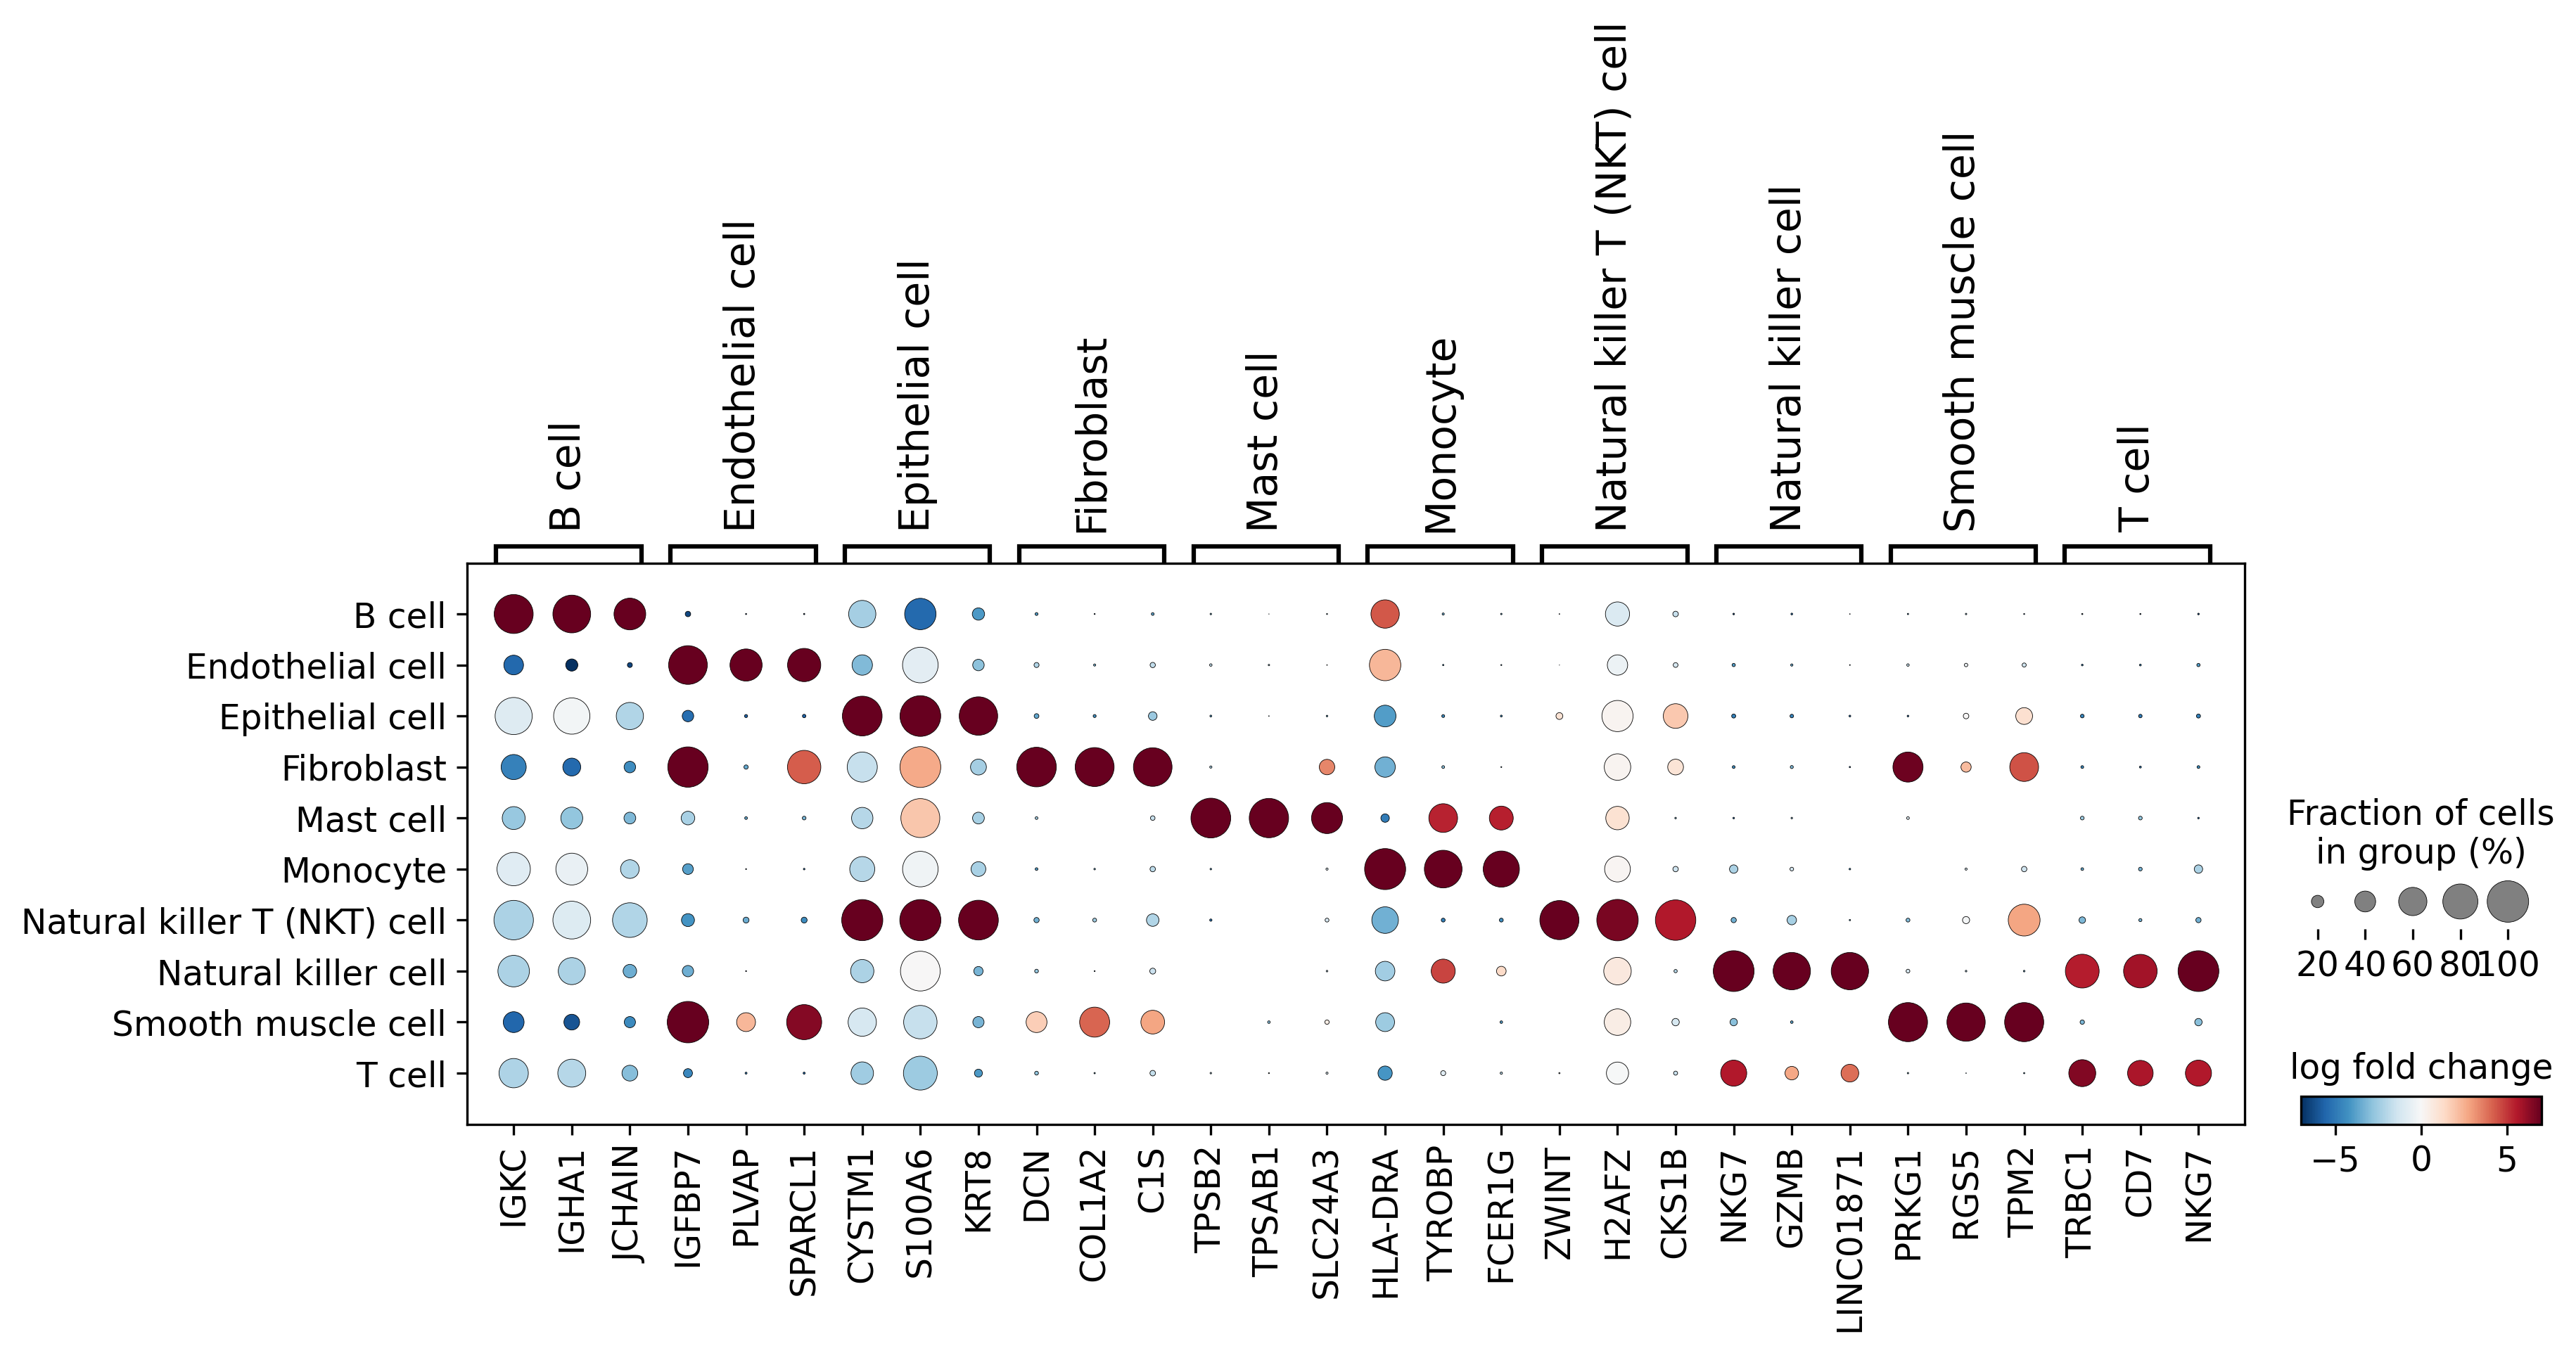 B cell
Endothelial cell
Epithelial cell
Fibroblast
Mast cell
Monocyte
Natural killer T (NKT) cell
Natural killer cell
Smooth muscle cell
T cell
B cell
Endothelial cell
Epithelial cell
Fibroblast
Mast cell
Monocyte
Natural killer T (NKT) cell
Natural killer cell
Smooth muscle cell
T cell
IGKC
IGHA1
JCHAIN
IGFBP7
PLVAP
SPARCL1
CYSTM1
S100A6
KRT8
DCN
COL1A2
C1S
TPSB2
TPSAB1
SLC24A3
HLA-DRA
TYROBP
FCER1G
ZWINT
H2AFZ
CKS1B
NKG7
GZMB
LINC01871
PRKG1
RGS5
TPM2
TRBC1
CD7
NKG7
Fraction of cells
in group (%)
20 40 60 80 100
log fold change
−5 0 5